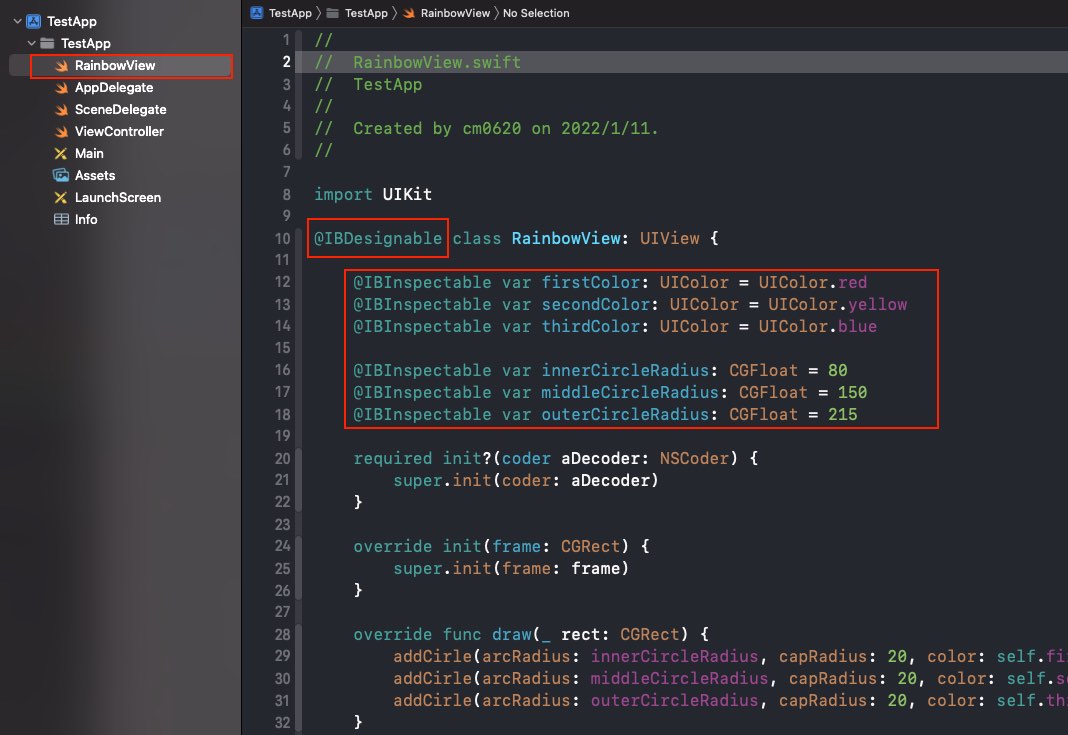 TestApp
TestApp
RainbowView
AppDelegate
SceneDelegate
ViewController
Main
Assets
LaunchScreen
Info
TestApp 〉 TestApp 〉 RainbowView 〉 No Selection
1 //
2 //  RainbowView.swift
3 //  TestApp
4 //
5 //  Created by cm0620 on 2022/1/11.
6 //
7
8 import UIKit
9
10 @IBDesignable class RainbowView: UIView {
11
12     @IBInspectable var firstColor: UIColor = UIColor.red
13     @IBInspectable var secondColor: UIColor = UIColor.yellow
14     @IBInspectable var thirdColor: UIColor = UIColor.blue
15
16     @IBInspectable var innerCircleRadius: CGFloat = 80
17     @IBInspectable var middleCircleRadius: CGFloat = 150
18     @IBInspectable var outerCircleRadius: CGFloat = 215
19
20     required init?(coder aDecoder: NSCoder) {
21         super.init(coder: aDecoder)
22     }
23
24     override init(frame: CGRect) {
25         super.init(frame: frame)
26     }
27
28     override func draw(_ rect: CGRect) {
29         addCirle(arcRadius: innerCircleRadius, capRadius: 20, color: self.fi
30         addCirle(arcRadius: middleCircleRadius, capRadius: 20, color: self.s
31         addCirle(arcRadius: outerCircleRadius, capRadius: 20, color: self.th
32     }